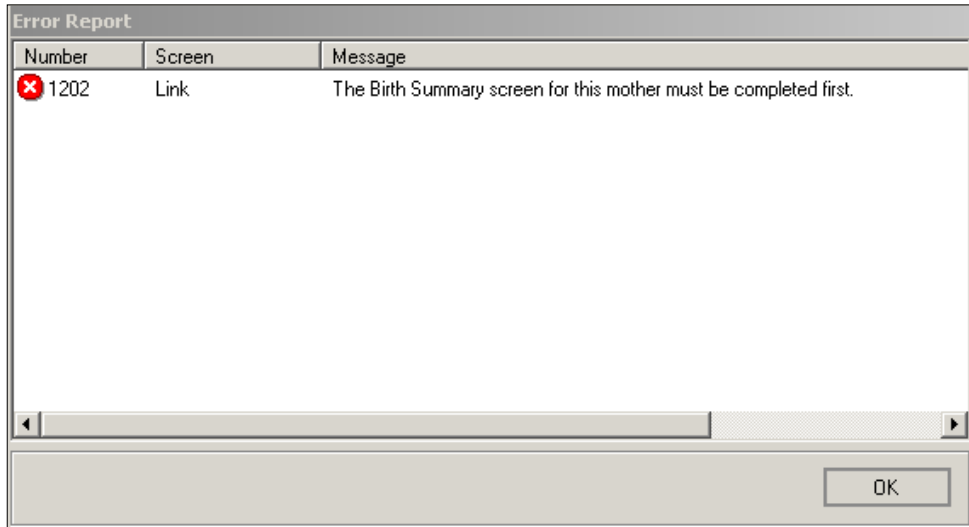 Error Report
Number Screen Message
1202 Link The Birth Summary screen for this mother must be completed first.
OK